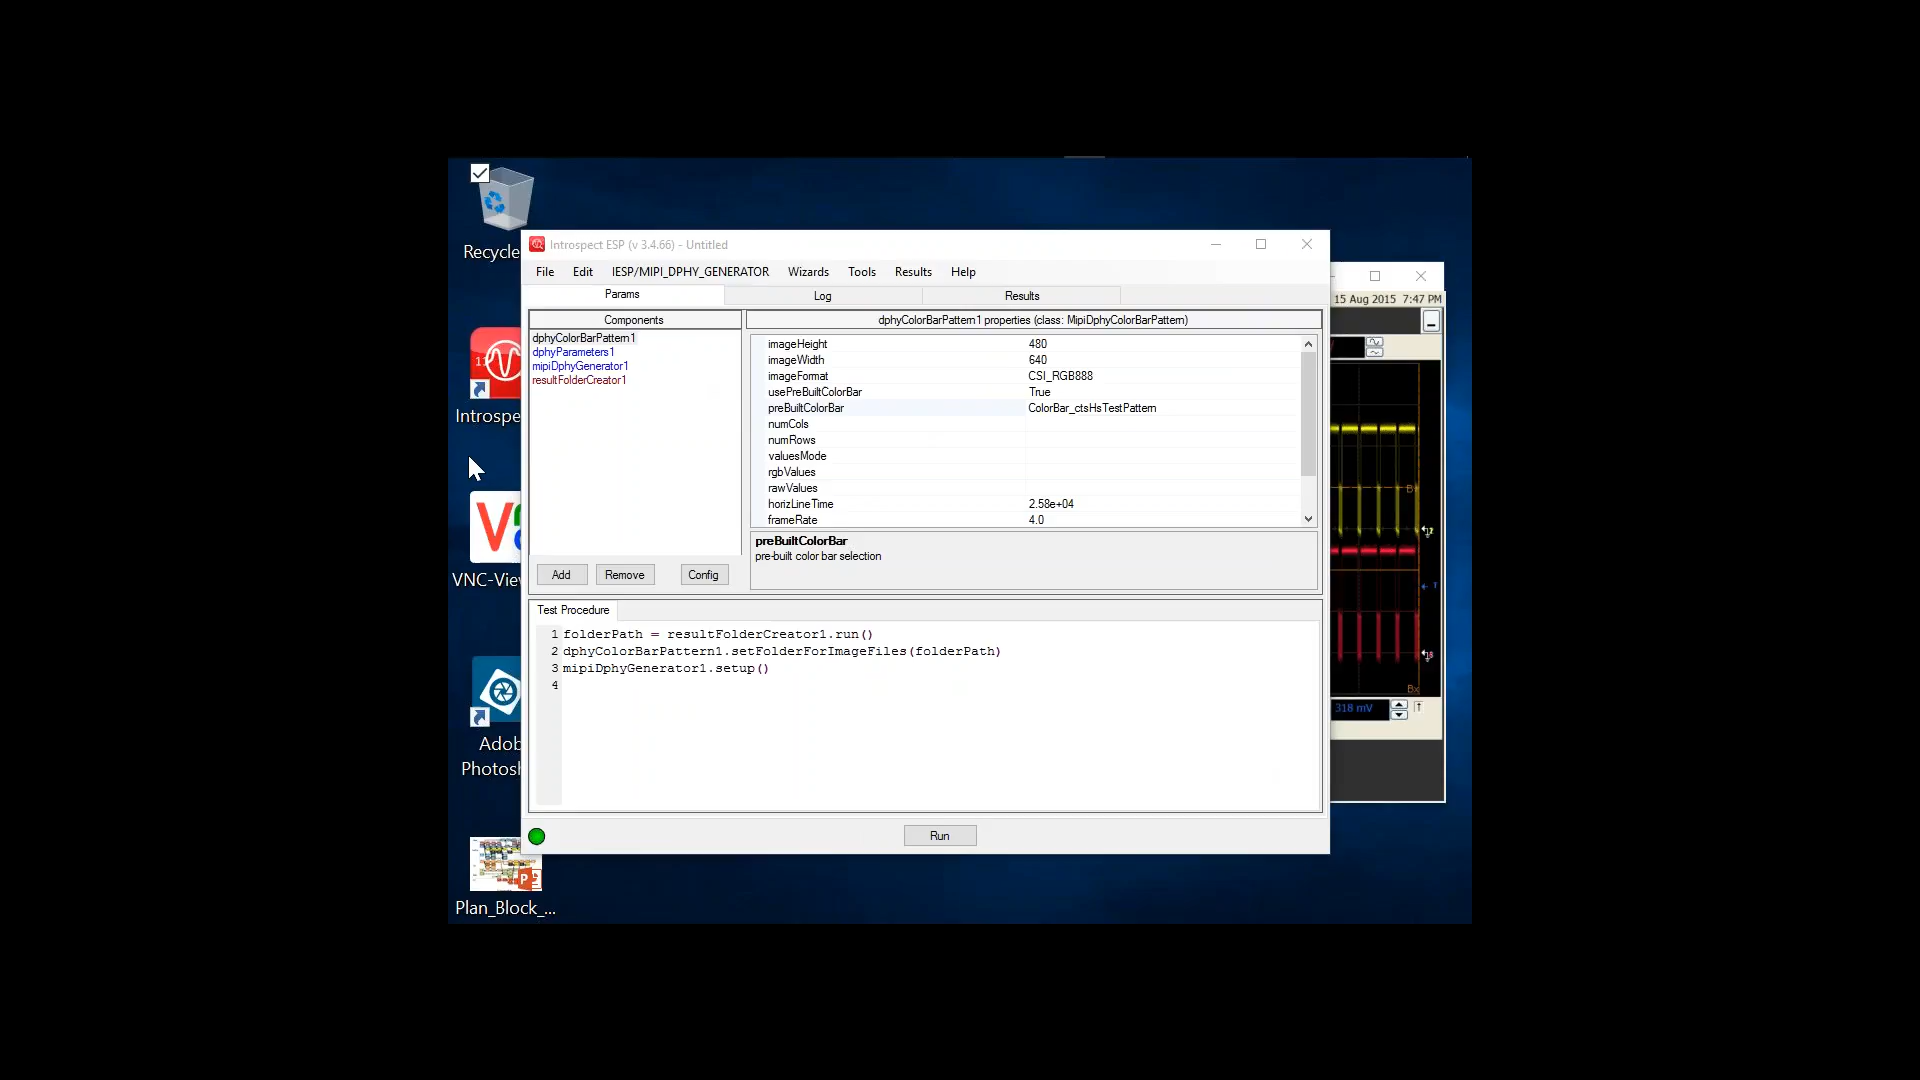 Recycle
Introspe
VNC-Vie
Adob
Photosh
Plan_Block_...
Introspect ESP (v 3.4.66) - Untitled
File Edit IESP/MIPI_DPHY_GENERATOR Wizards Tools Results Help
Params Log Results
Components
dphyColorBarPattern1
dphyParameters1
mipiDphyGenerator1
resultFolderCreator1
Add Remove Config
dphyColorBarPattern1 properties (class: MipiDphyColorBarPattern)
imageHeight 480
imageWidth 640
imageFormat CSI_RGB888
usePreBuiltColorBar True
preBuiltColorBar ColorBar_ctsHsTestPattern
numCols
numRows
valuesMode
rgbValues
rawValues
horizLineTime 2.58e+04
frameRate 4.0
preBuiltColorBar
pre-built color bar selection
Test Procedure
1 folderPath = resultFolderCreator1.run()
2 dphyColorBarPattern1.setFolderForImageFiles(folderPath)
3 mipiDphyGenerator1.setup()
4
Run
15 Aug 2015 7:47 PM
318 mV